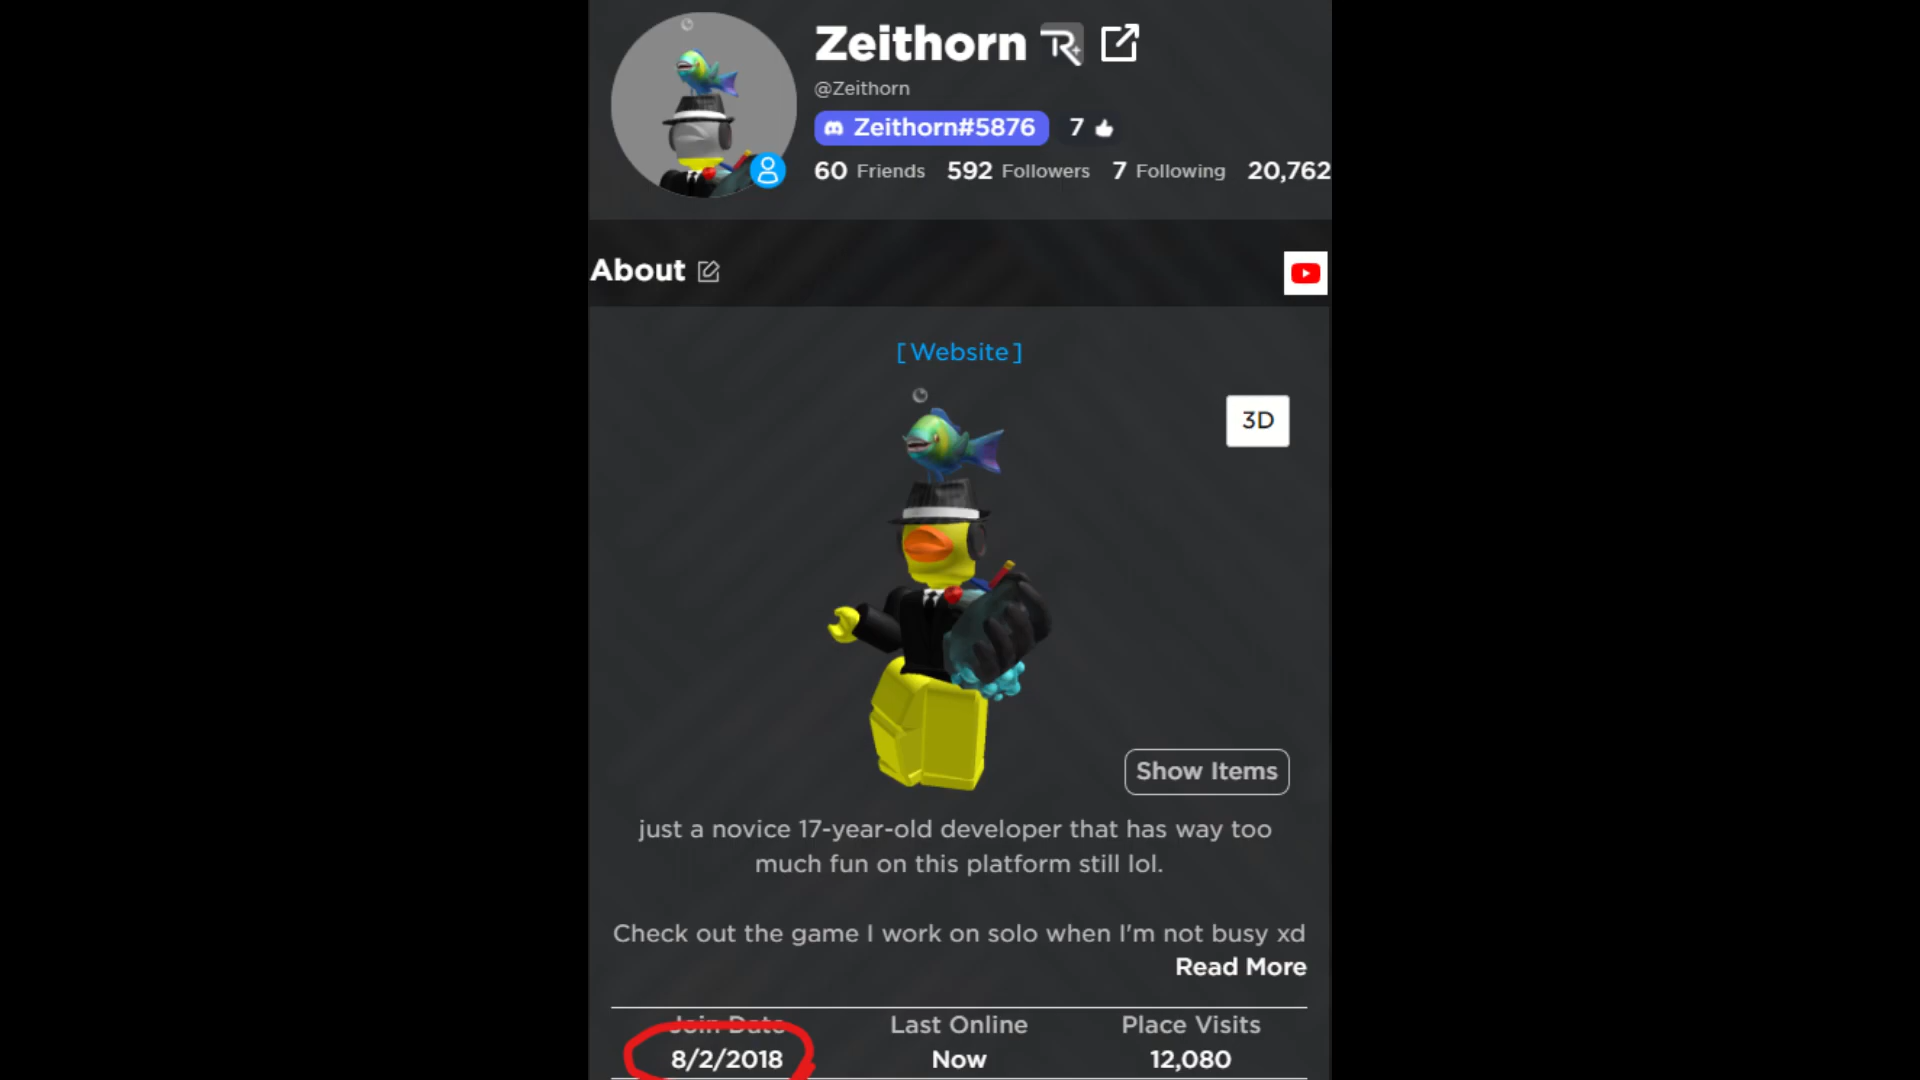 Zeithorn
@Zeithorn
Zeithorn#5876 7
60 Friends 592 Followers 7 Following 20,762
About
[ Website ]
3D
Show Items
just a novice 17-year-old developer that has way too
much fun on this platform still lol.
Check out the game I work on solo when I'm not busy xd
Read More
Join Date Last Online Place Visits
8/2/2018 Now 12,080